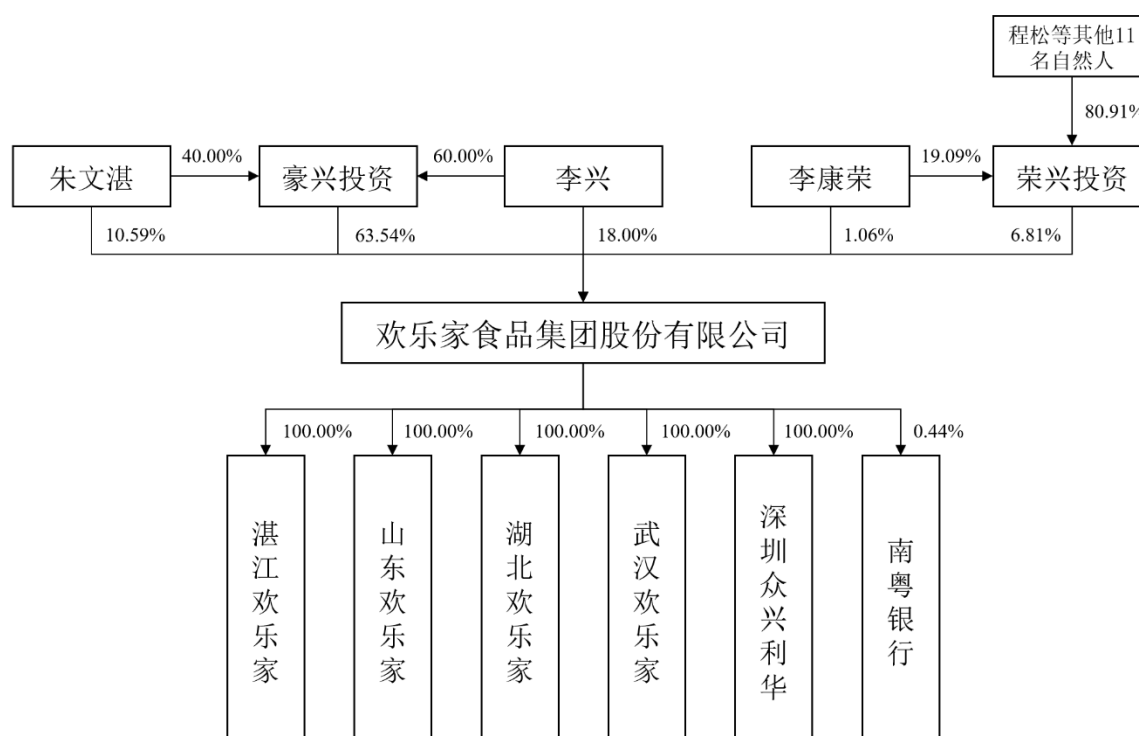 程松等其他11
名自然人
80.91%
朱文湛
40.00%
豪兴投资
60.00%
李兴
李康荣
19.09%
荣兴投资
10.59%
63.54%
18.00%
1.06%
6.81%
欢乐家食品集团股份有限公司
100.00%
100.00%
100.00%
100.00%
100.00%
0.44%
湛江欢乐家
山东欢乐家
湖北欢乐家
武汉欢乐家
深圳众兴利华
南粤银行